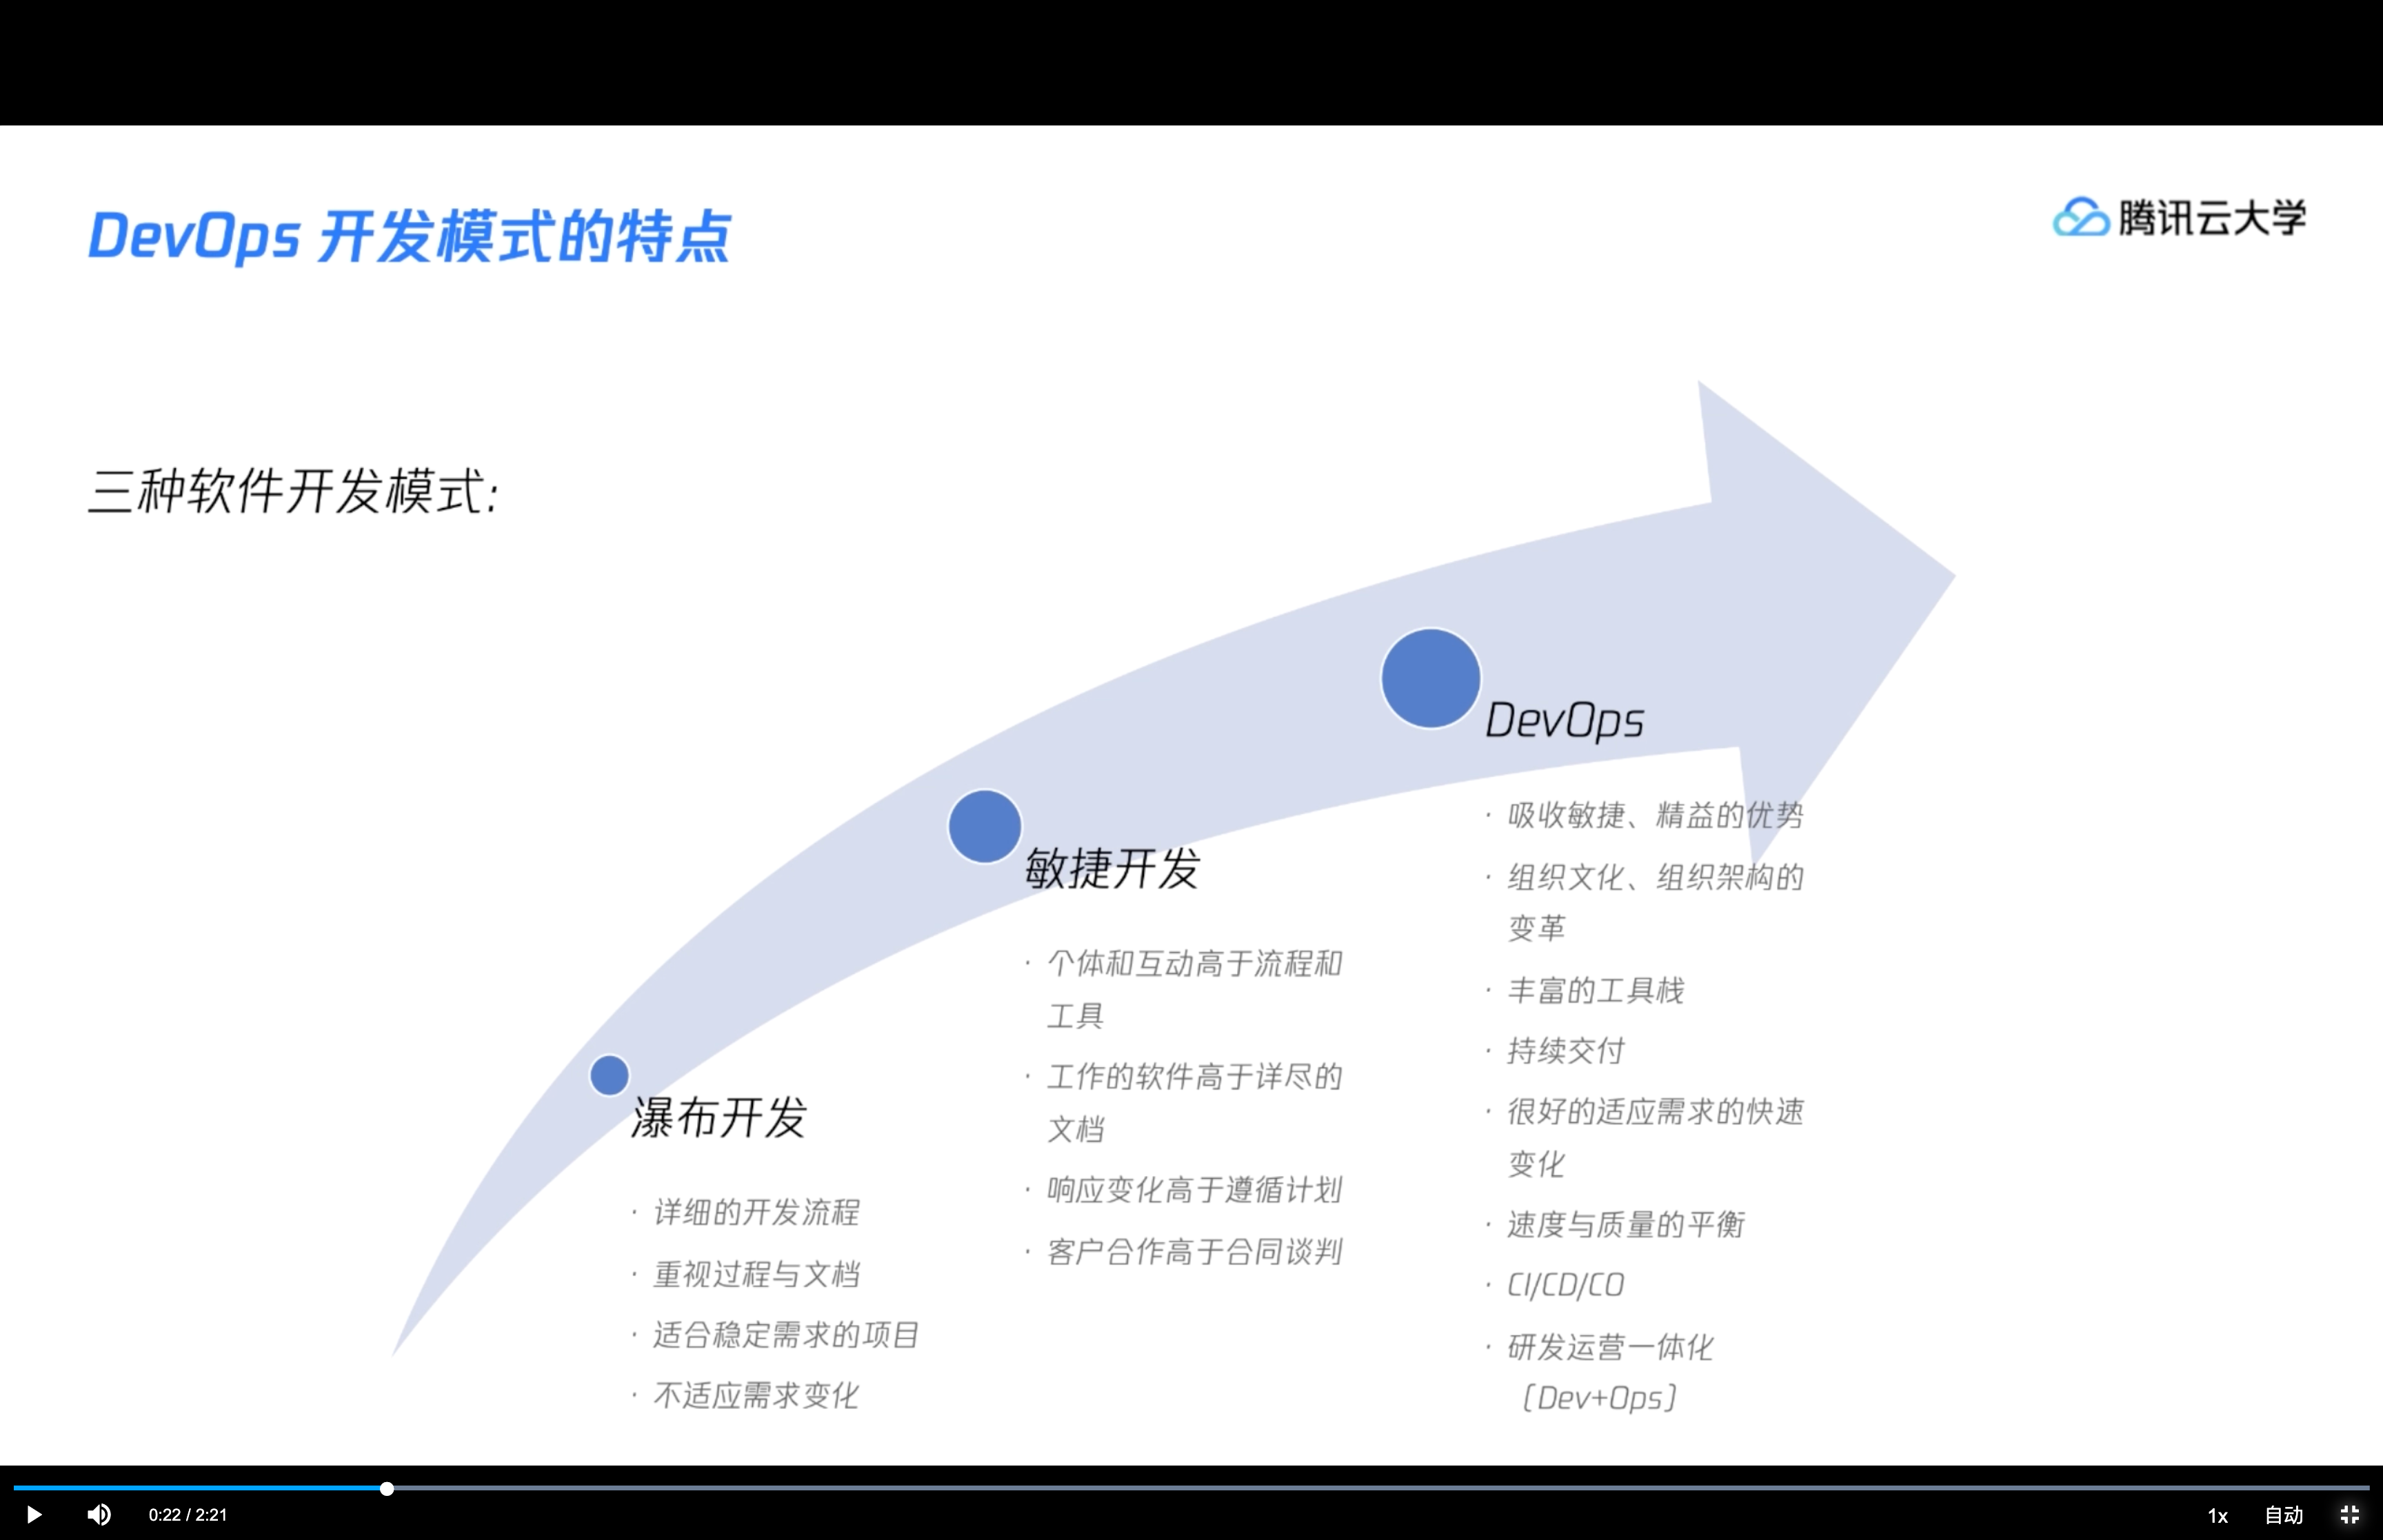 DevOps 开发模式的特点
腾讯云大学
三种软件开发模式:
瀑布开发
· 详细的开发流程
· 重视过程与文档
· 适合稳定需求的项目
· 不适应需求变化
敏捷开发
· 个体和互动高于流程和
工具
· 工作的软件高于详尽的
文档
· 响应变化高于遵循计划
· 客户合作高于合同谈判
DevOps
· 吸收敏捷、精益的优势
· 组织文化、组织架构的
变革
· 丰富的工具栈
· 持续交付
· 很好的适应需求的快速
变化
· 速度与质量的平衡
· CI/CD/CO
· 研发运营一体化
(Dev+Ops)
0:22 / 2:21
1x
自动